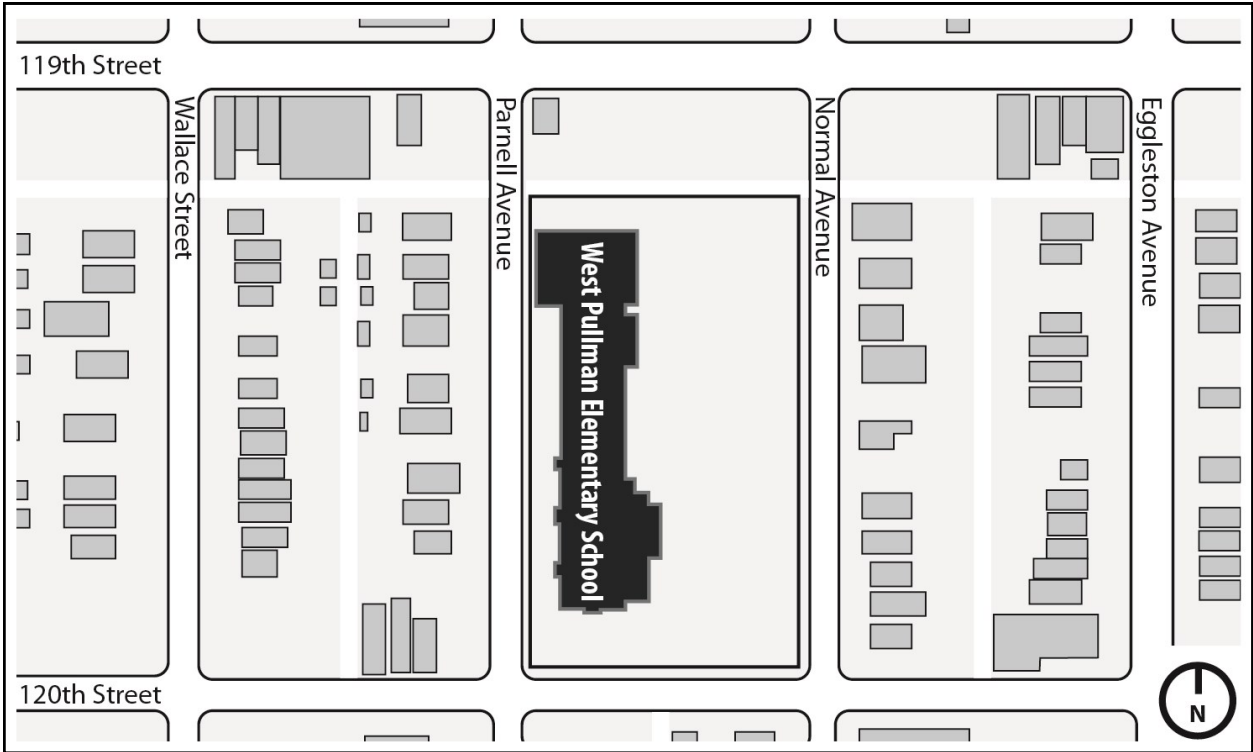 119th Street
Wallace Street
Parnell Avenue
Normal Avenue
Eggleston Avenue
West Pullman Elementary School
120th Street
N